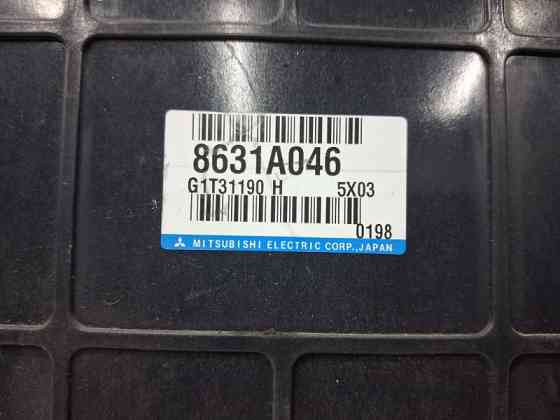 8631A046
G1T31190 H 5X03
0198
MITSUBISHI ELECTRIC CORP.,JAPAN